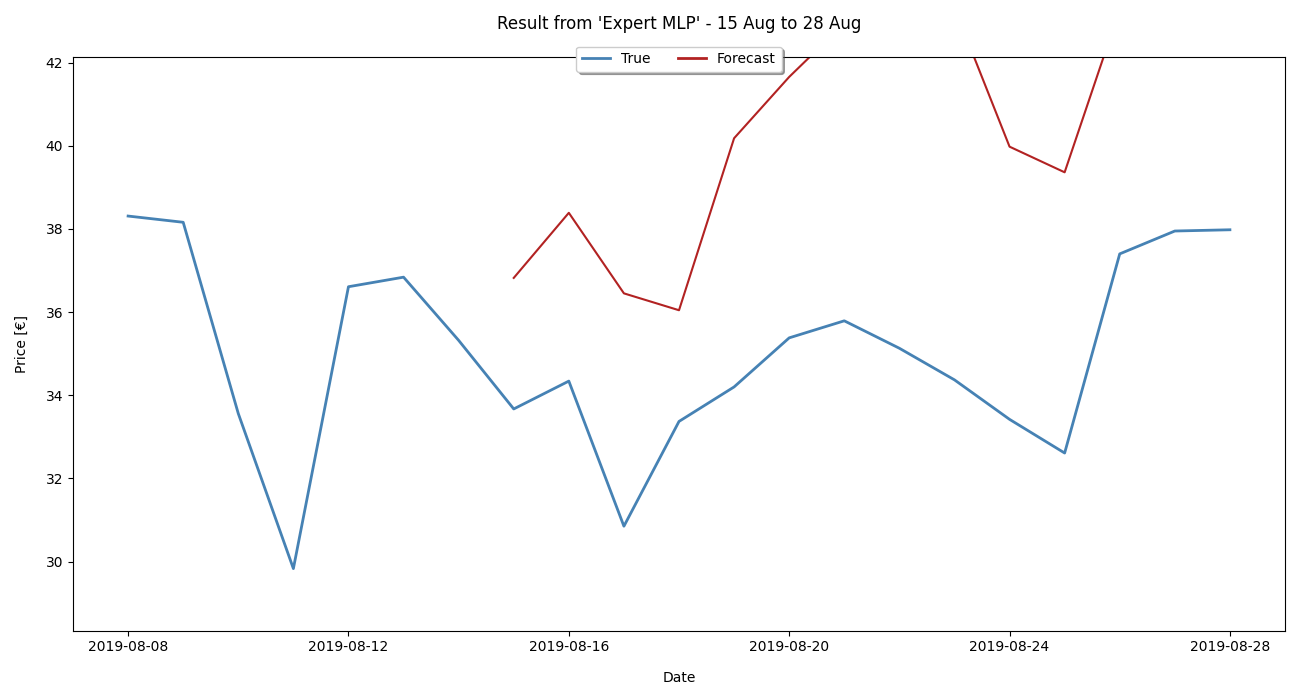 Result from 'Expert MLP' - 15 Aug to 28 Aug
True Forecast
42
40
38
36
34
32
30
Price [€]
2019-08-08 2019-08-12 2019-08-16 2019-08-20 2019-08-24 2019-08-28
Date